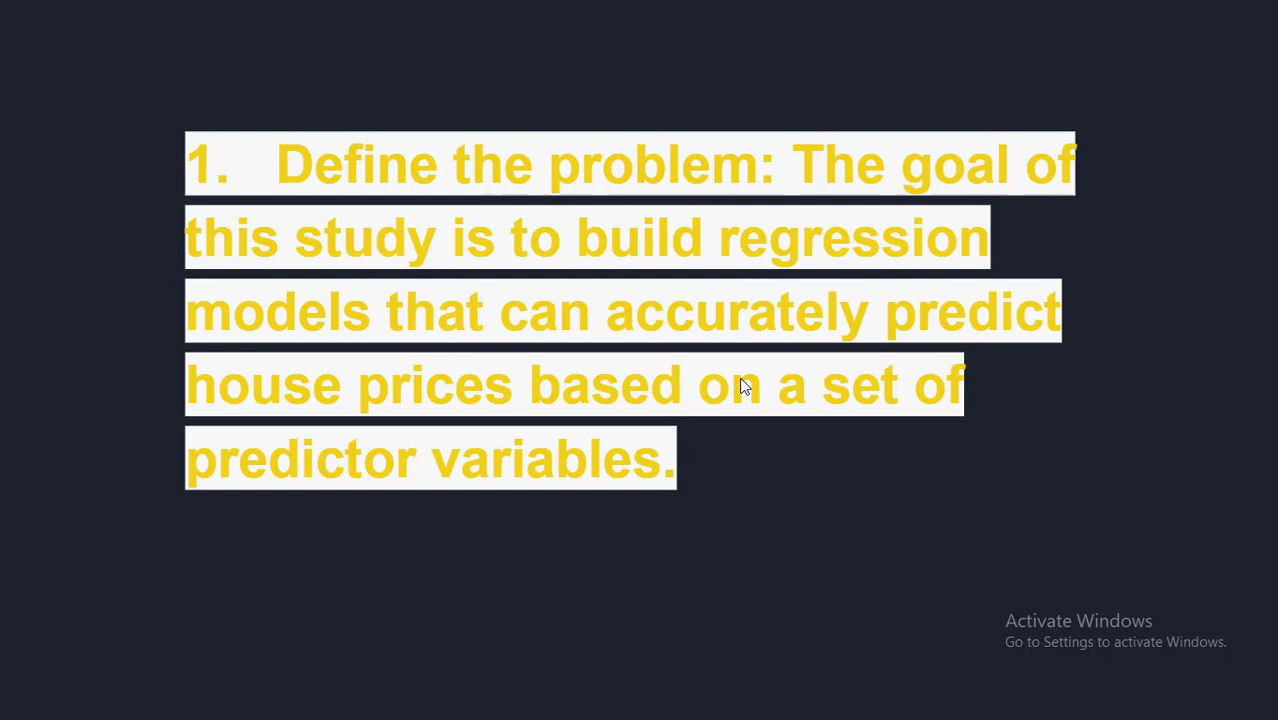 1. Define the problem: The goal of
this study is to build regression
models that can accurately predict
house prices based on a set of
predictor variables.
Activate Windows
Go to Settings to activate Windows.